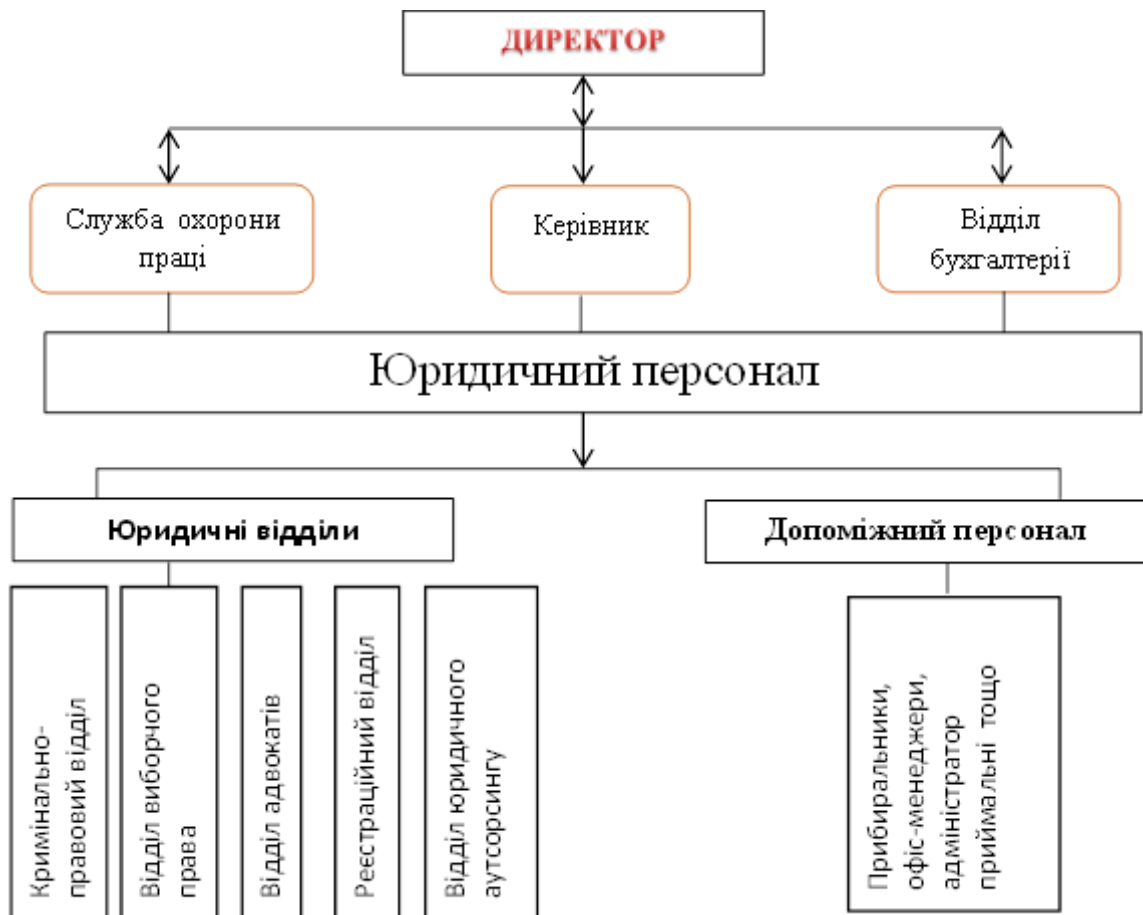 ДИРЕКТОР
Служба охорони
праці
Керівник
Відділ
бухгалтерії
Юридичний персонал
Юридичні відділи
Допоміжний персонал
Кримінально-
правовий відділ
Відділ виборчого
права
Відділ адвокатів
Реєстраційний відділ
Відділ юридичного
аутсорсингу
Прибиральники,
офіс-менеджери,
адміністратор
приймальні тощо